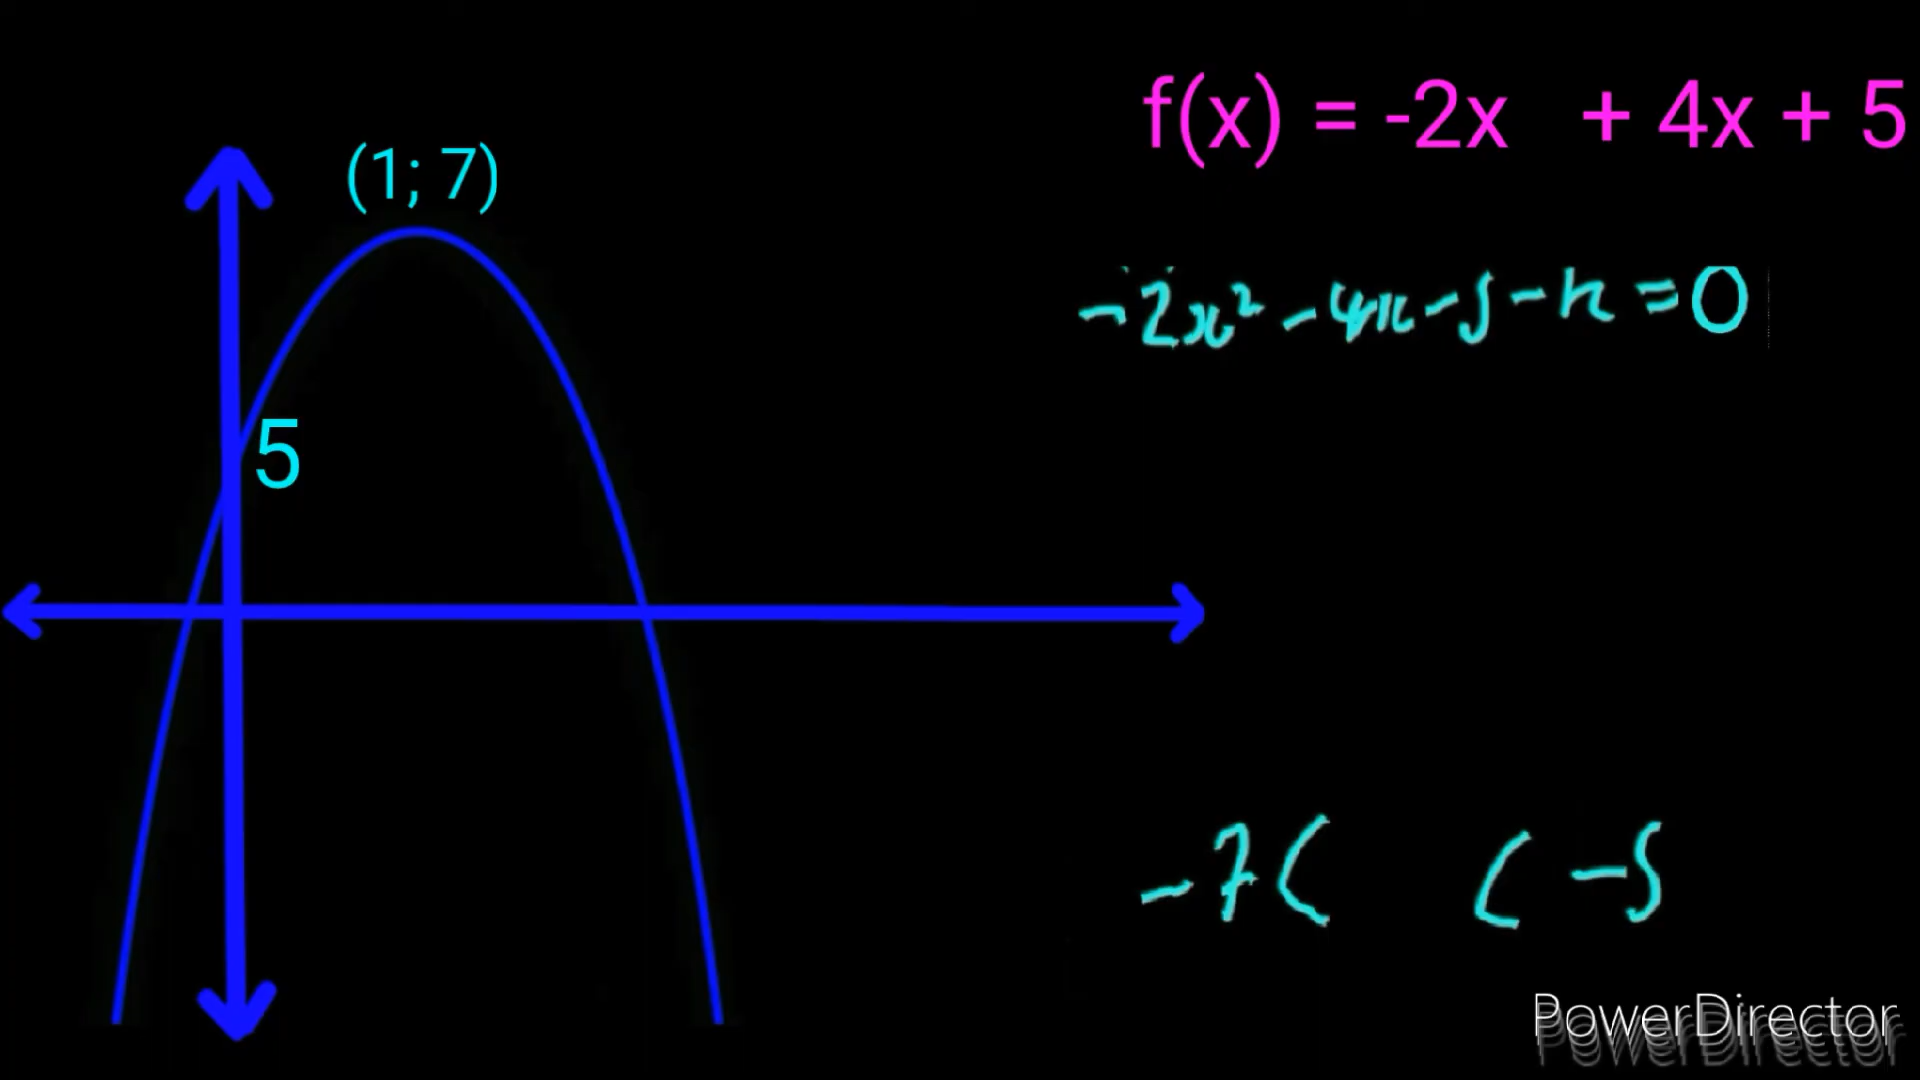 f(x) = -2x + 4x + 5
(1; 7)
-2x² - 4x - 5 - k = 0
5
-7 < < -5
PowerDirector